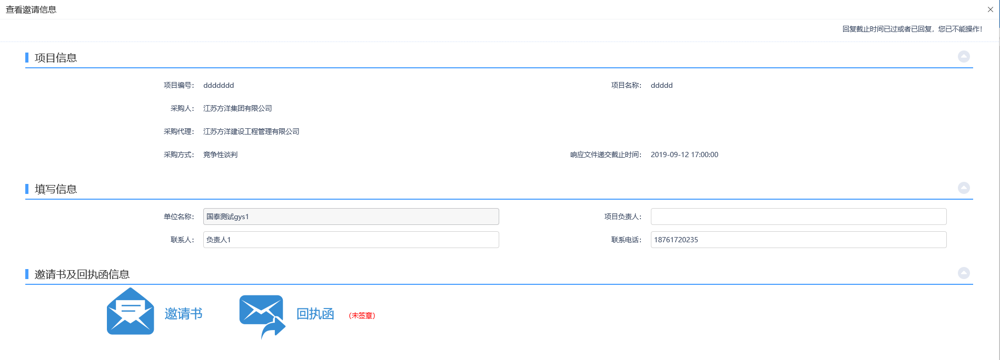 查看邀请信息
回复截止时间已过或者已回复，您已不能操作！
项目信息
项目编号： ddddddd 项目名称： ddddd
采购人： 江苏方洋集团有限公司
采购代理： 江苏方洋建设工程管理有限公司
采购方式： 竞争性谈判 响应文件递交截止时间： 2019-09-12 17:00:00
填写信息
单位名称： 国泰测试gys1 项目负责人：
联系人： 负责人1 联系电话： 18761720235
邀请书及回执函信息
邀请书 回执函 （未签章）